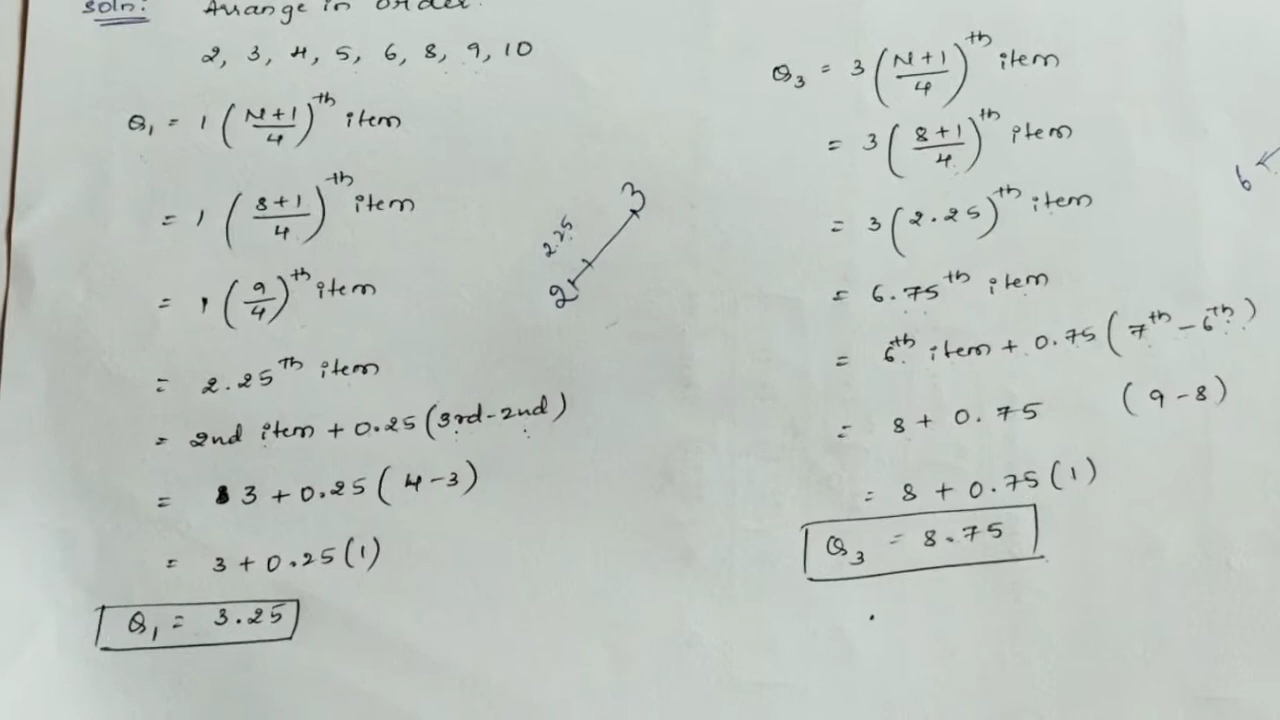 Soln: Arrange in order.
2, 3, 4, 5, 6, 8, 9, 10
Q₁ = 1 ((N+1)/4)ᵗʰ item
= 1 ((8+1)/4)ᵗʰ item
= 1 (9/4)ᵗʰ item
= 2.25ᵀʰ item
= 2nd item + 0.25 (3rd-2nd)
= 3 + 0.25 (4-3)
= 3 + 0.25 (1)
Q₁ = 3.25
3
2.25
2
Q₃ = 3 ((N+1)/4)ᵗʰ item
= 3 ((8+1)/4)ᵗʰ item
= 3 (2.25)ᵗʰ item
= 6.75ᵗʰ item
= 6ᵗʰ item + 0.75 (7ᵗʰ - 6ᵗʰ)
= 8 + 0.75 (9-8)
= 8 + 0.75 (1)
Q₃ = 8.75
6